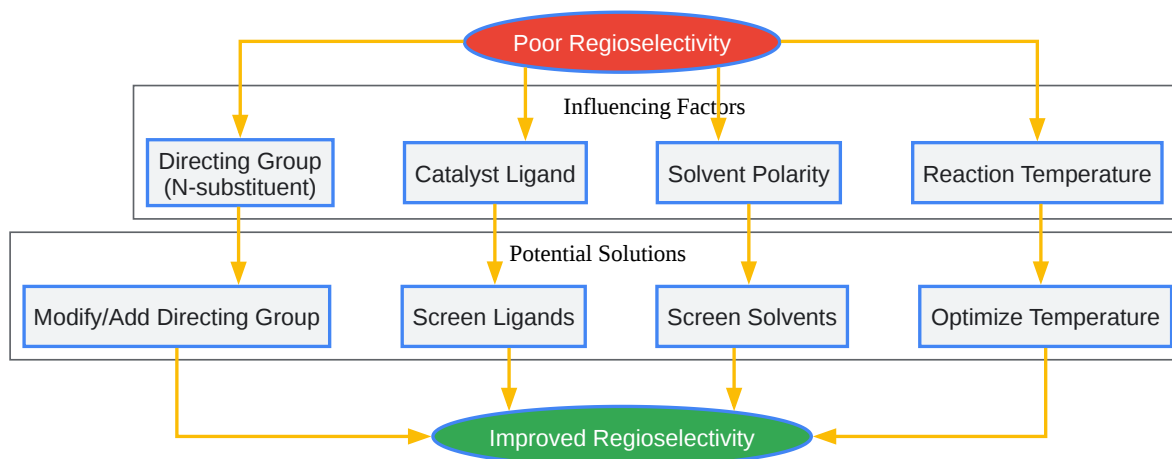 Poor Regioselectivity
Influencing Factors
Directing Group
(N-substituent)
Catalyst Ligand
Solvent Polarity
Reaction Temperature
Potential Solutions
Modify/Add Directing Group
Screen Ligands
Screen Solvents
Optimize Temperature
Improved Regioselectivity